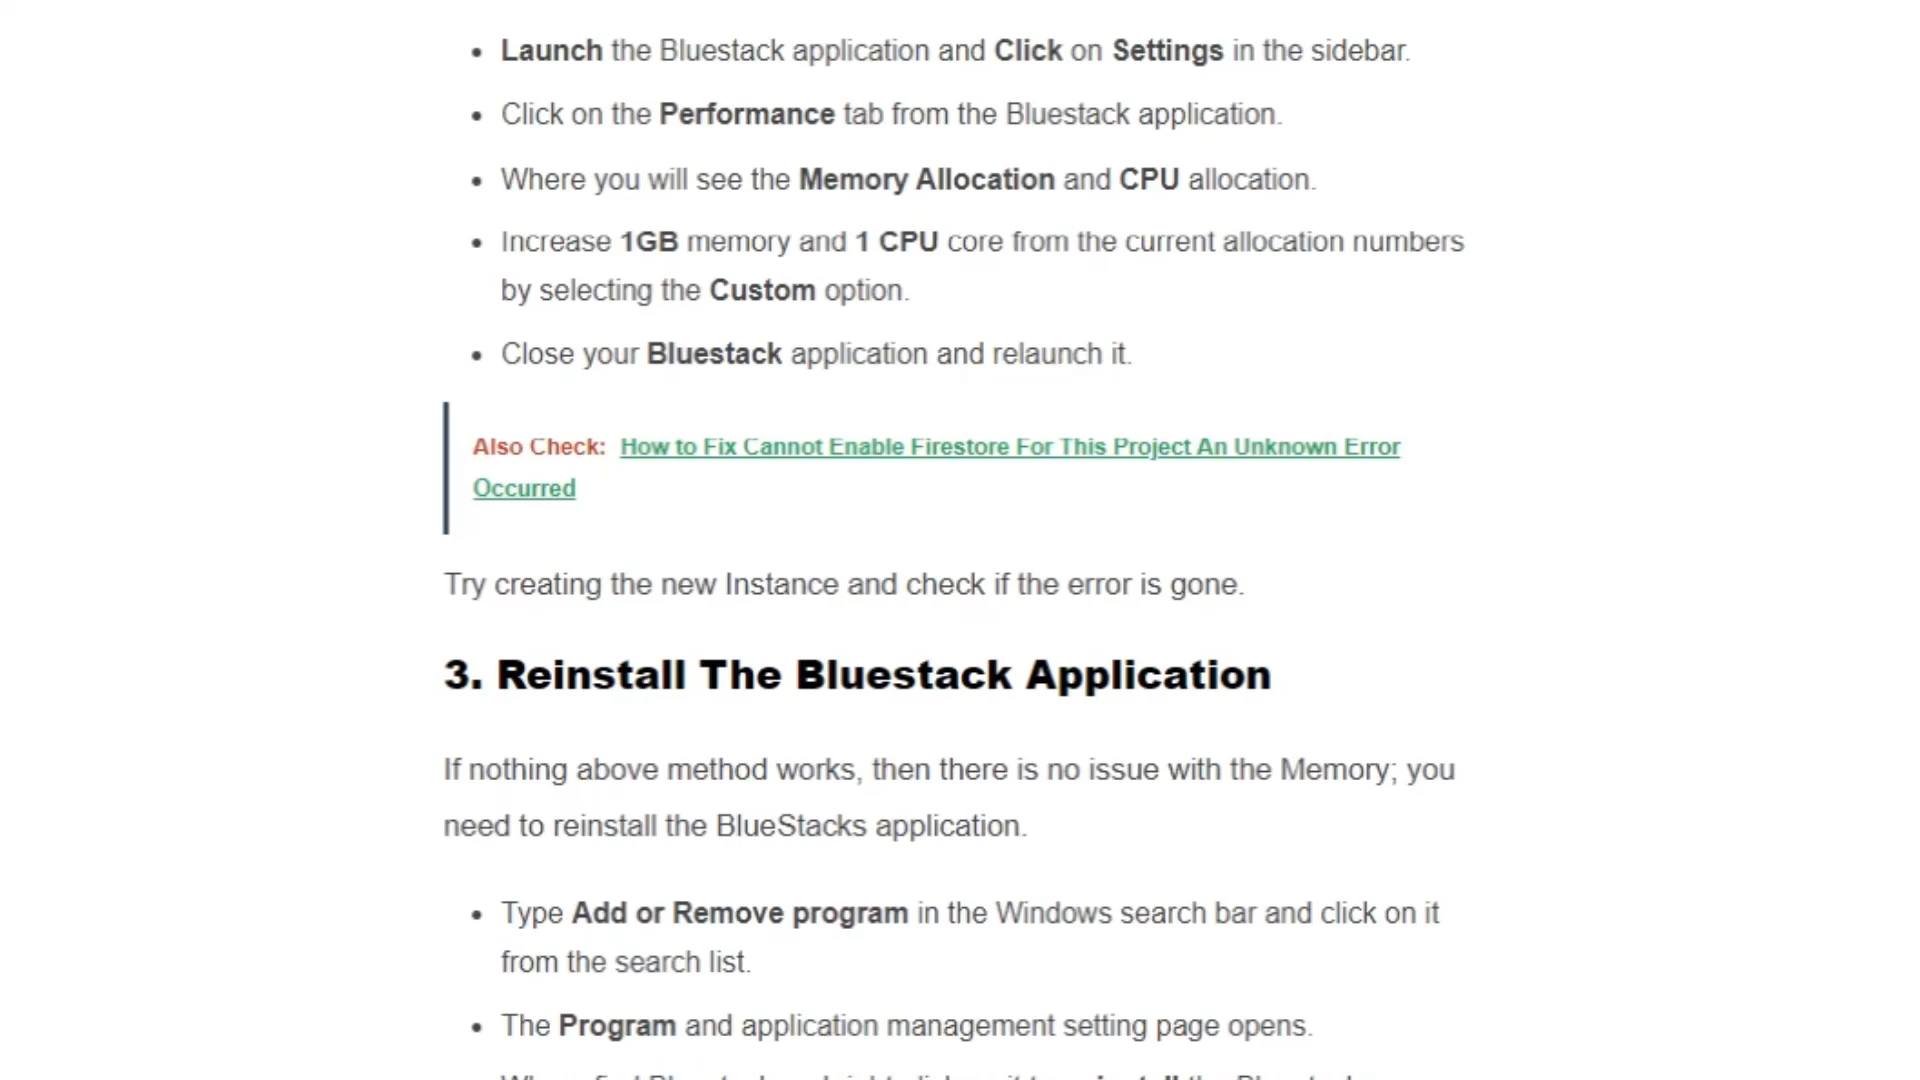 • Launch the Bluestack application and Click on Settings in the sidebar.
• Click on the Performance tab from the Bluestack application.
• Where you will see the Memory Allocation and CPU allocation.
• Increase 1GB memory and 1 CPU core from the current allocation numbers
by selecting the Custom option.
• Close your Bluestack application and relaunch it.
Also Check: How to Fix Cannot Enable Firestore For This Project An Unknown Error
Occurred
Try creating the new Instance and check if the error is gone.
3. Reinstall The Bluestack Application
If nothing above method works, then there is no issue with the Memory; you
need to reinstall the BlueStacks application.
• Type Add or Remove program in the Windows search bar and click on it
from the search list.
• The Program and application management setting page opens.